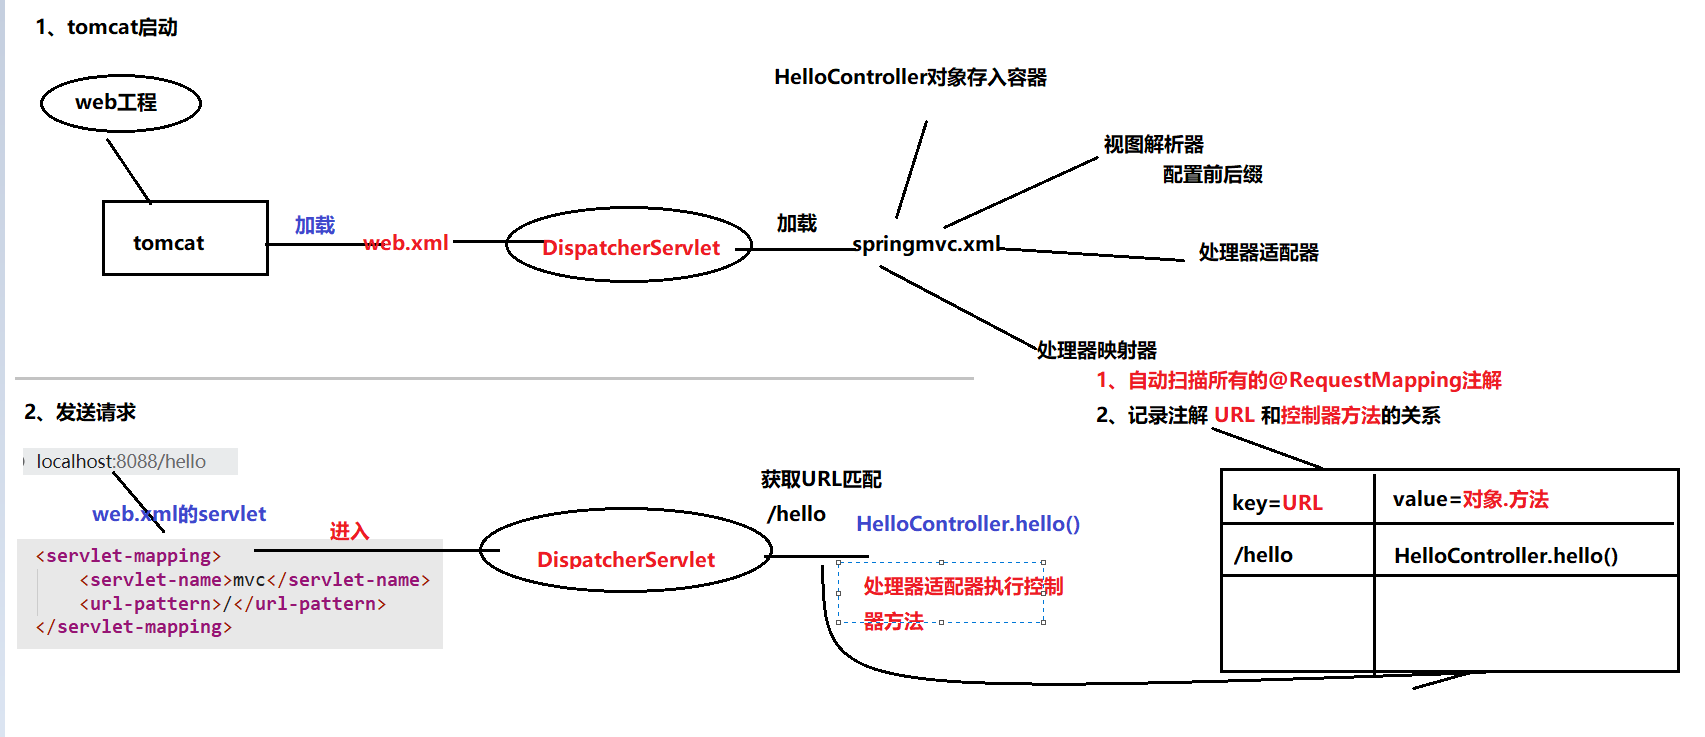 1、tomcat启动
HelloController对象存入容器
web工程
视图解析器
配置前后缀
加载
加载
tomcat
web.xml
DispatcherServlet
springmvc.xml
处理器适配器
处理器映射器
1、自动扫描所有的@RequestMapping注解
2、记录注解 URL 和控制器方法的关系
2、发送请求
localhost:8088/hello
获取URL匹配
/hello
key=URL
value=对象.方法
web.xml的servlet
进入
HelloController.hello()
<servlet-mapping>
<servlet-name>mvc</servlet-name>
<url-pattern>/</url-pattern>
</servlet-mapping>
DispatcherServlet
/hello
HelloController.hello()
处理器适配器执行控制
器方法